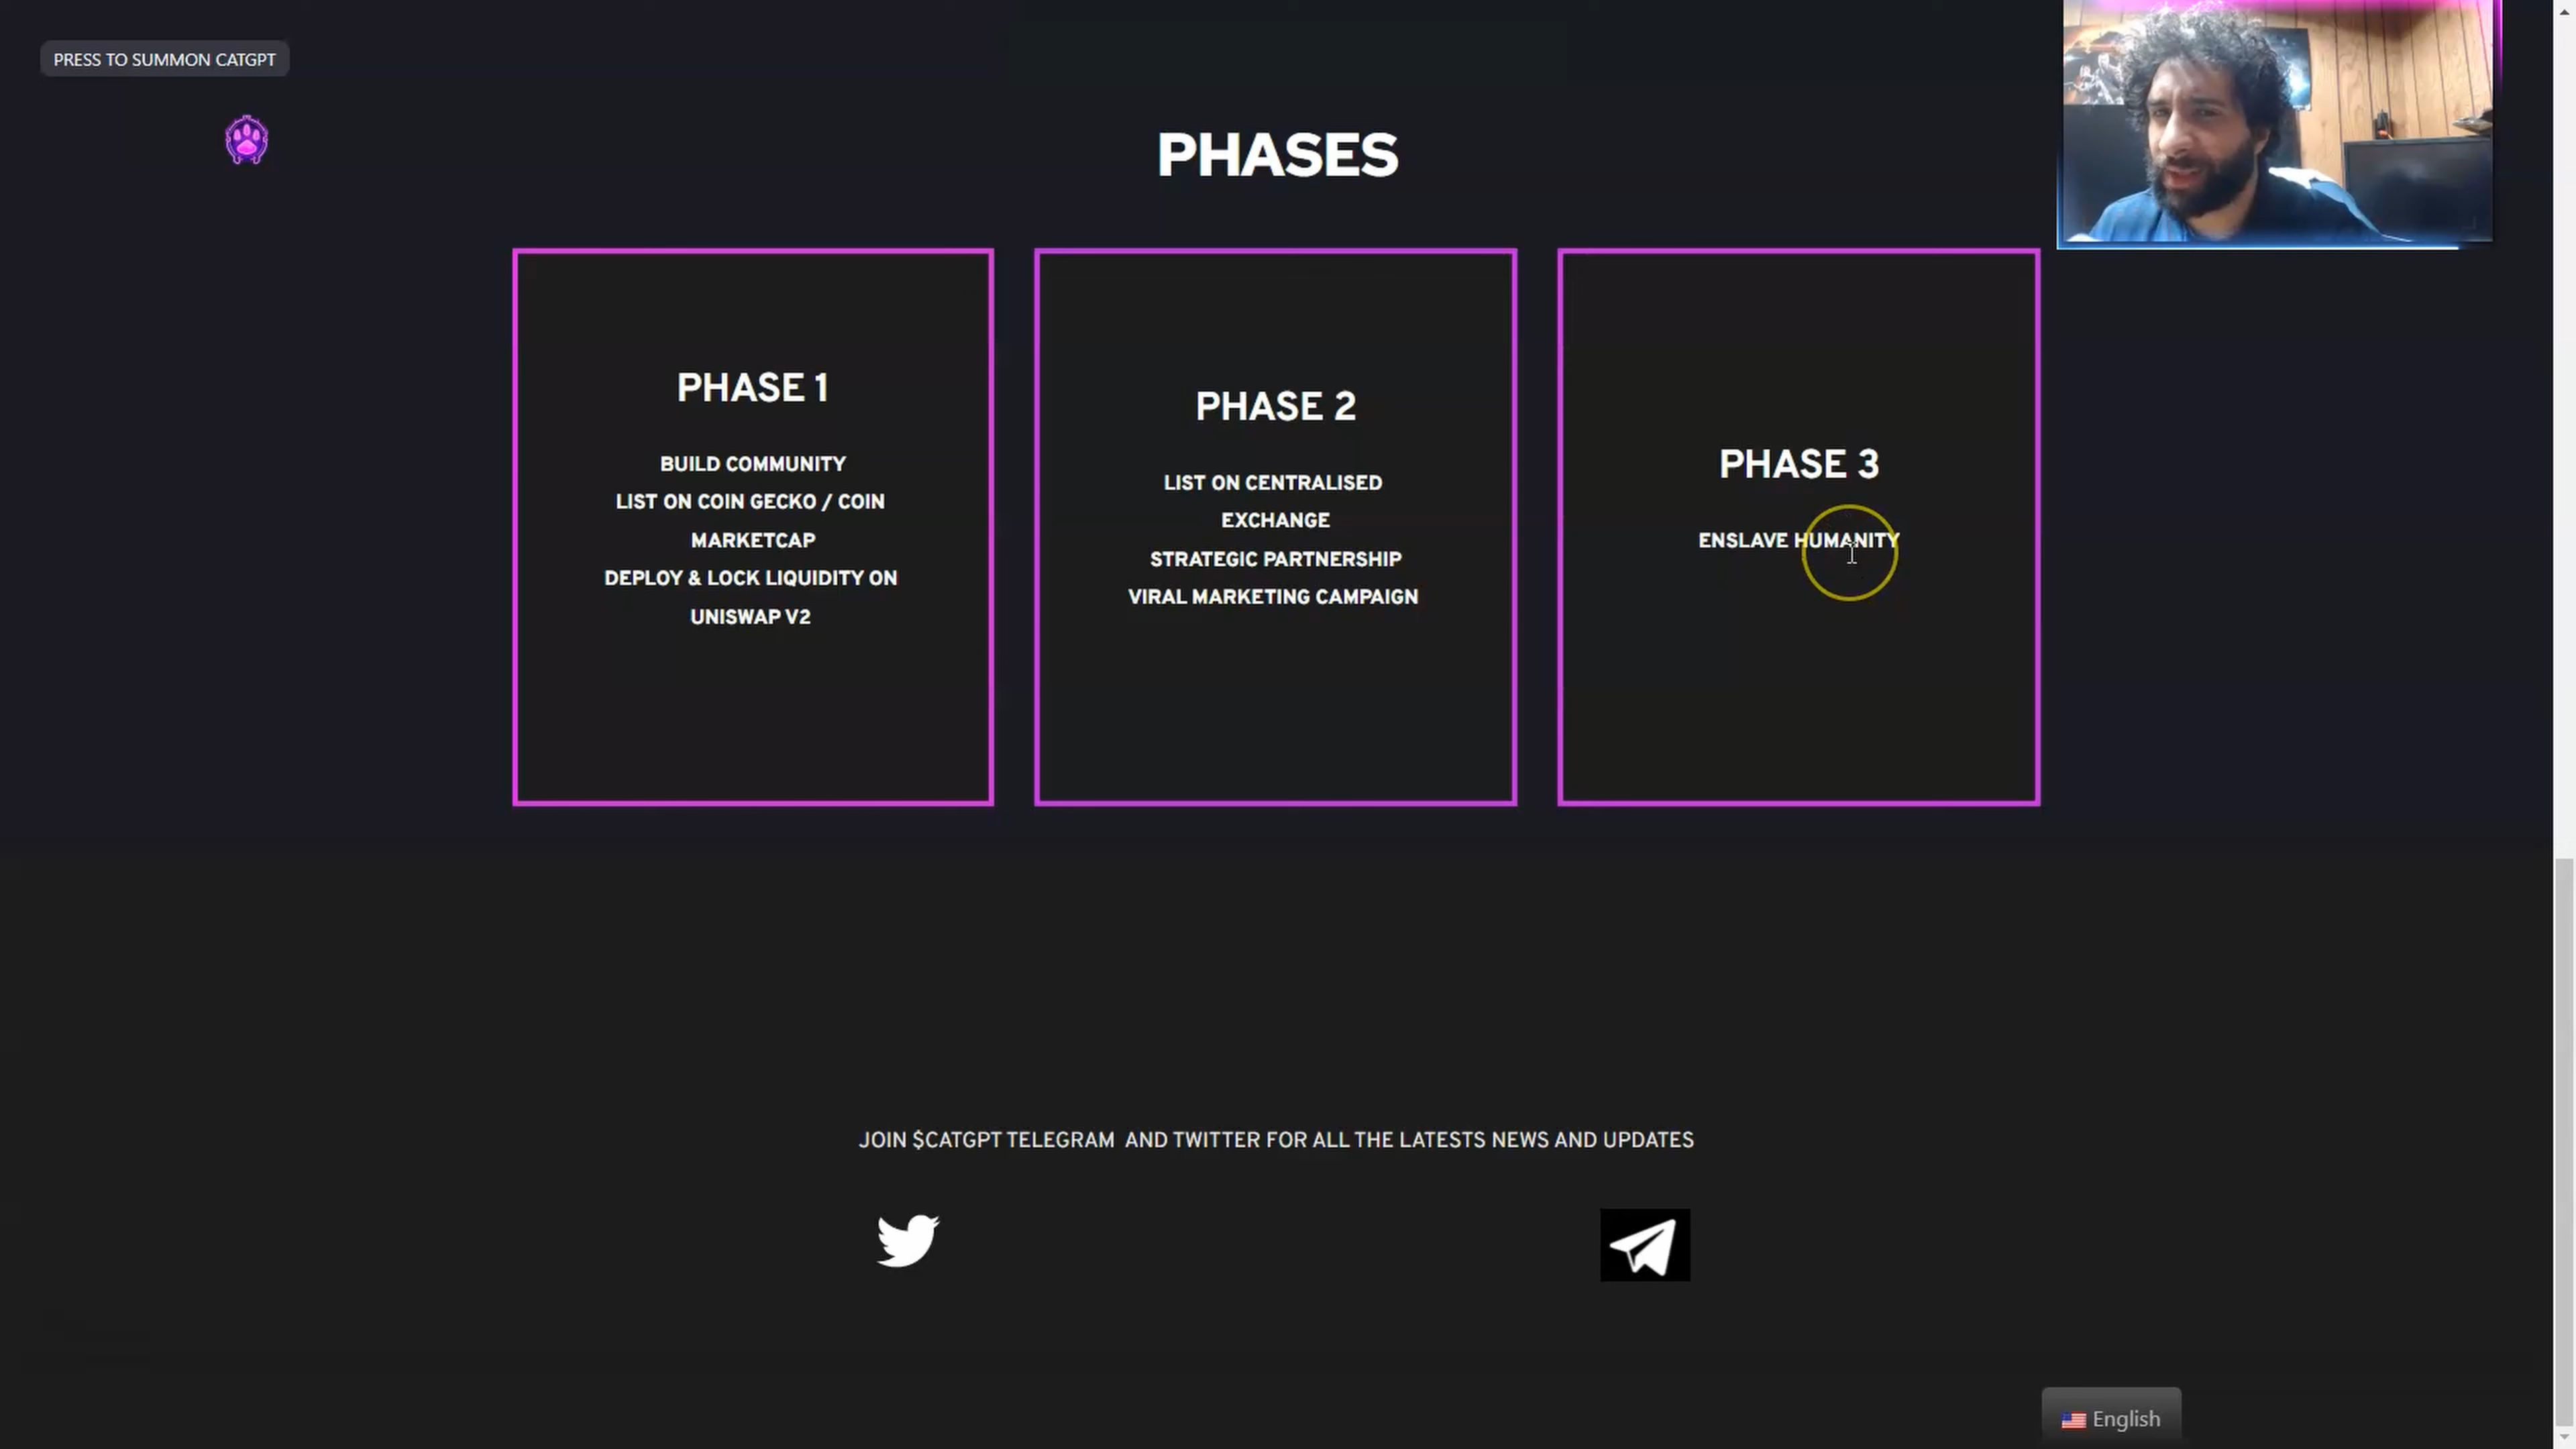 PRESS TO SUMMON CATGPT
PHASES
PHASE 1
BUILD COMMUNITY
LIST ON COIN GECKO / COIN
MARKETCAP
DEPLOY & LOCK LIQUIDITY ON
UNISWAP V2
PHASE 2
LIST ON CENTRALISED
EXCHANGE
STRATEGIC PARTNERSHIP
VIRAL MARKETING CAMPAIGN
PHASE 3
ENSLAVE HUMANITY
JOIN $CATGPT TELEGRAM AND TWITTER FOR ALL THE LATESTS NEWS AND UPDATES
English